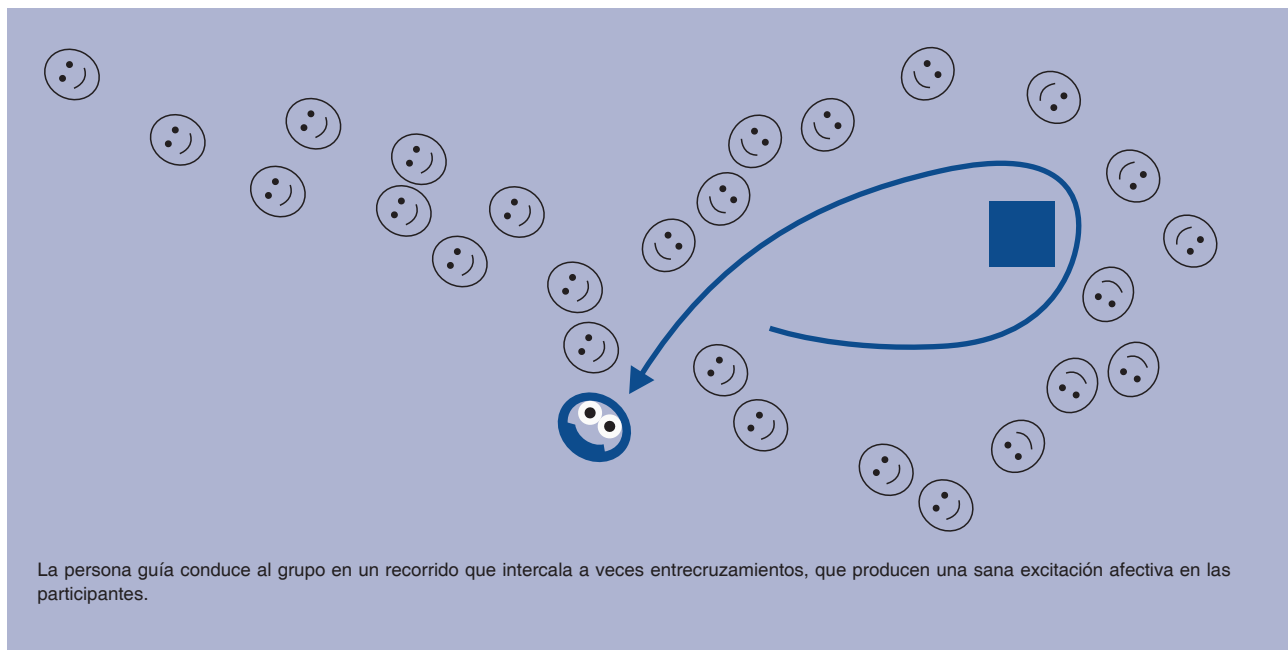 La persona guía conduce al grupo en un recorrido que intercala a veces entrecruzamientos, que producen una sana excitación afectiva en las
participantes.